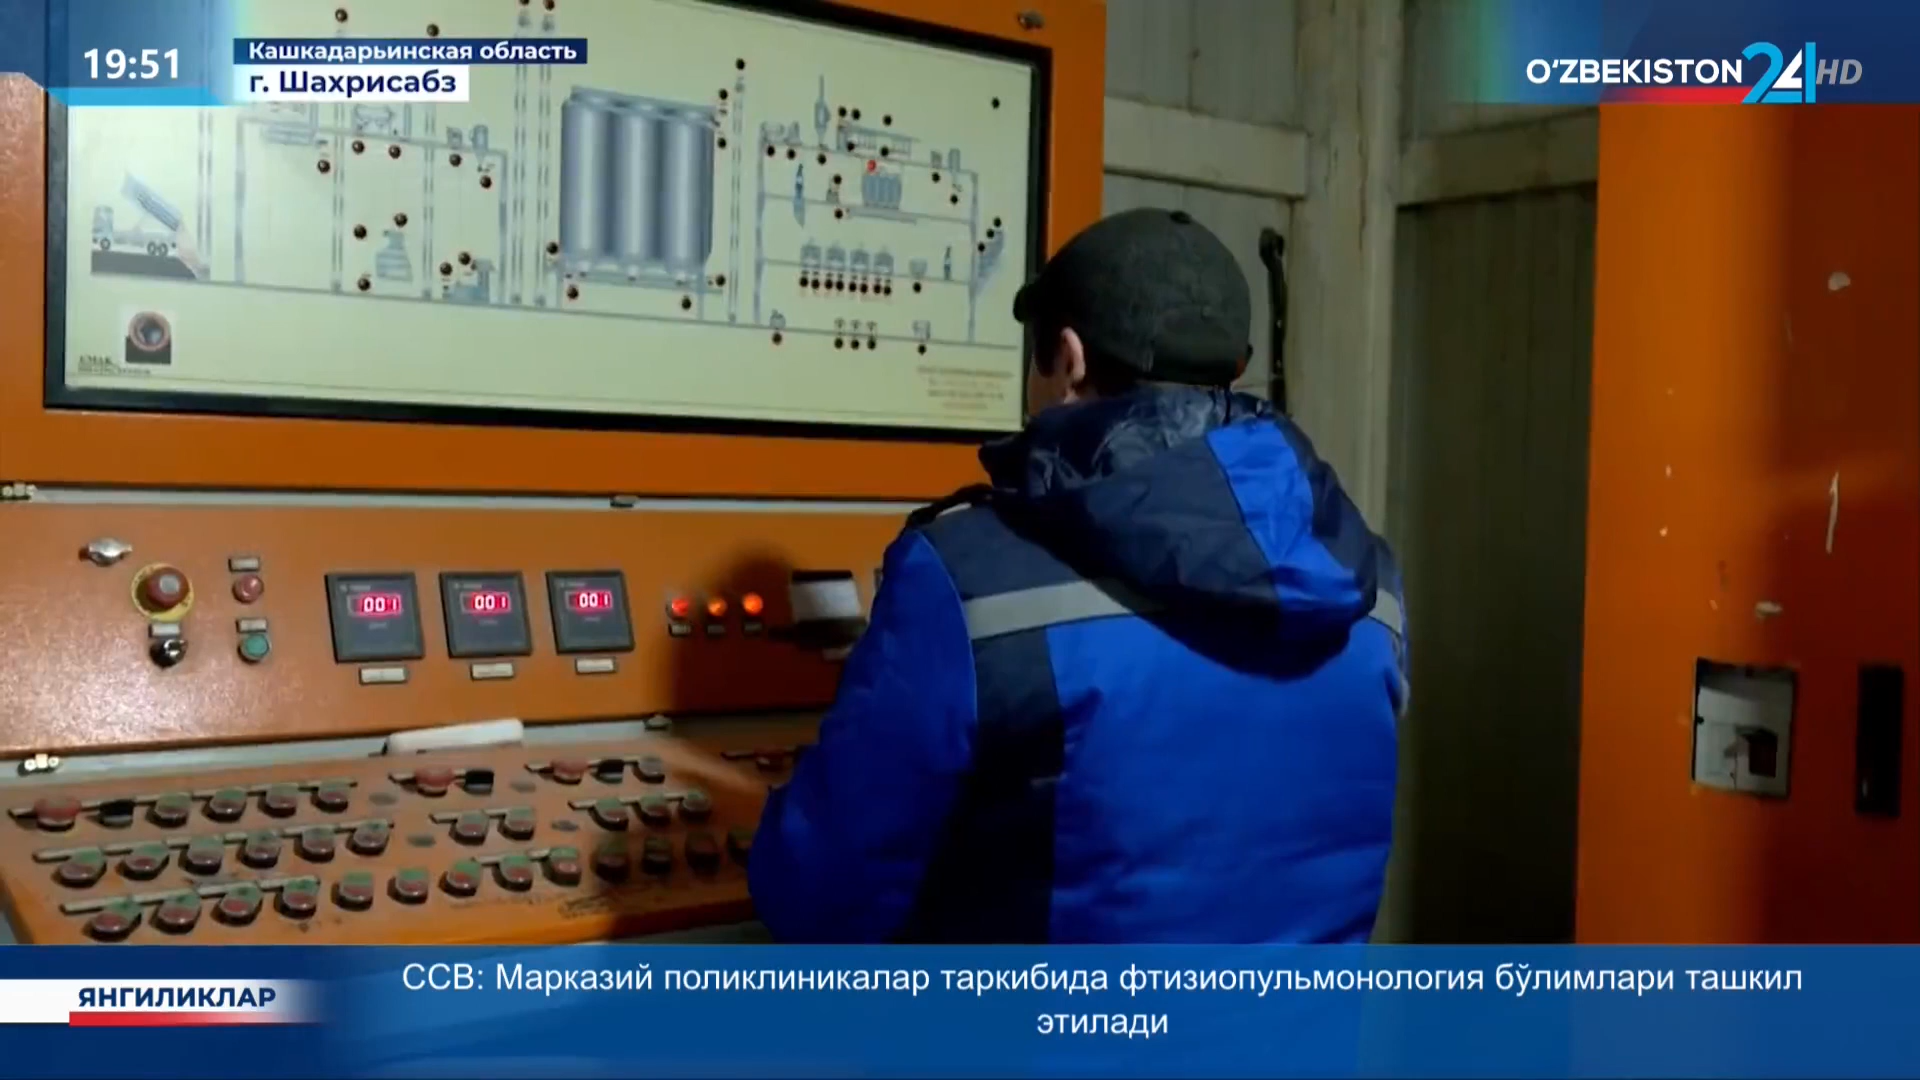 19:51
Кашкадарьинская область
г. Шахрисабз
O‘ZBEKISTON 24 HD
001 001 001
ЯНГИЛИКЛАР
ССВ: Марказий поликлиникалар таркибида фтизиопульмонология бўлимлари ташкил
этилади